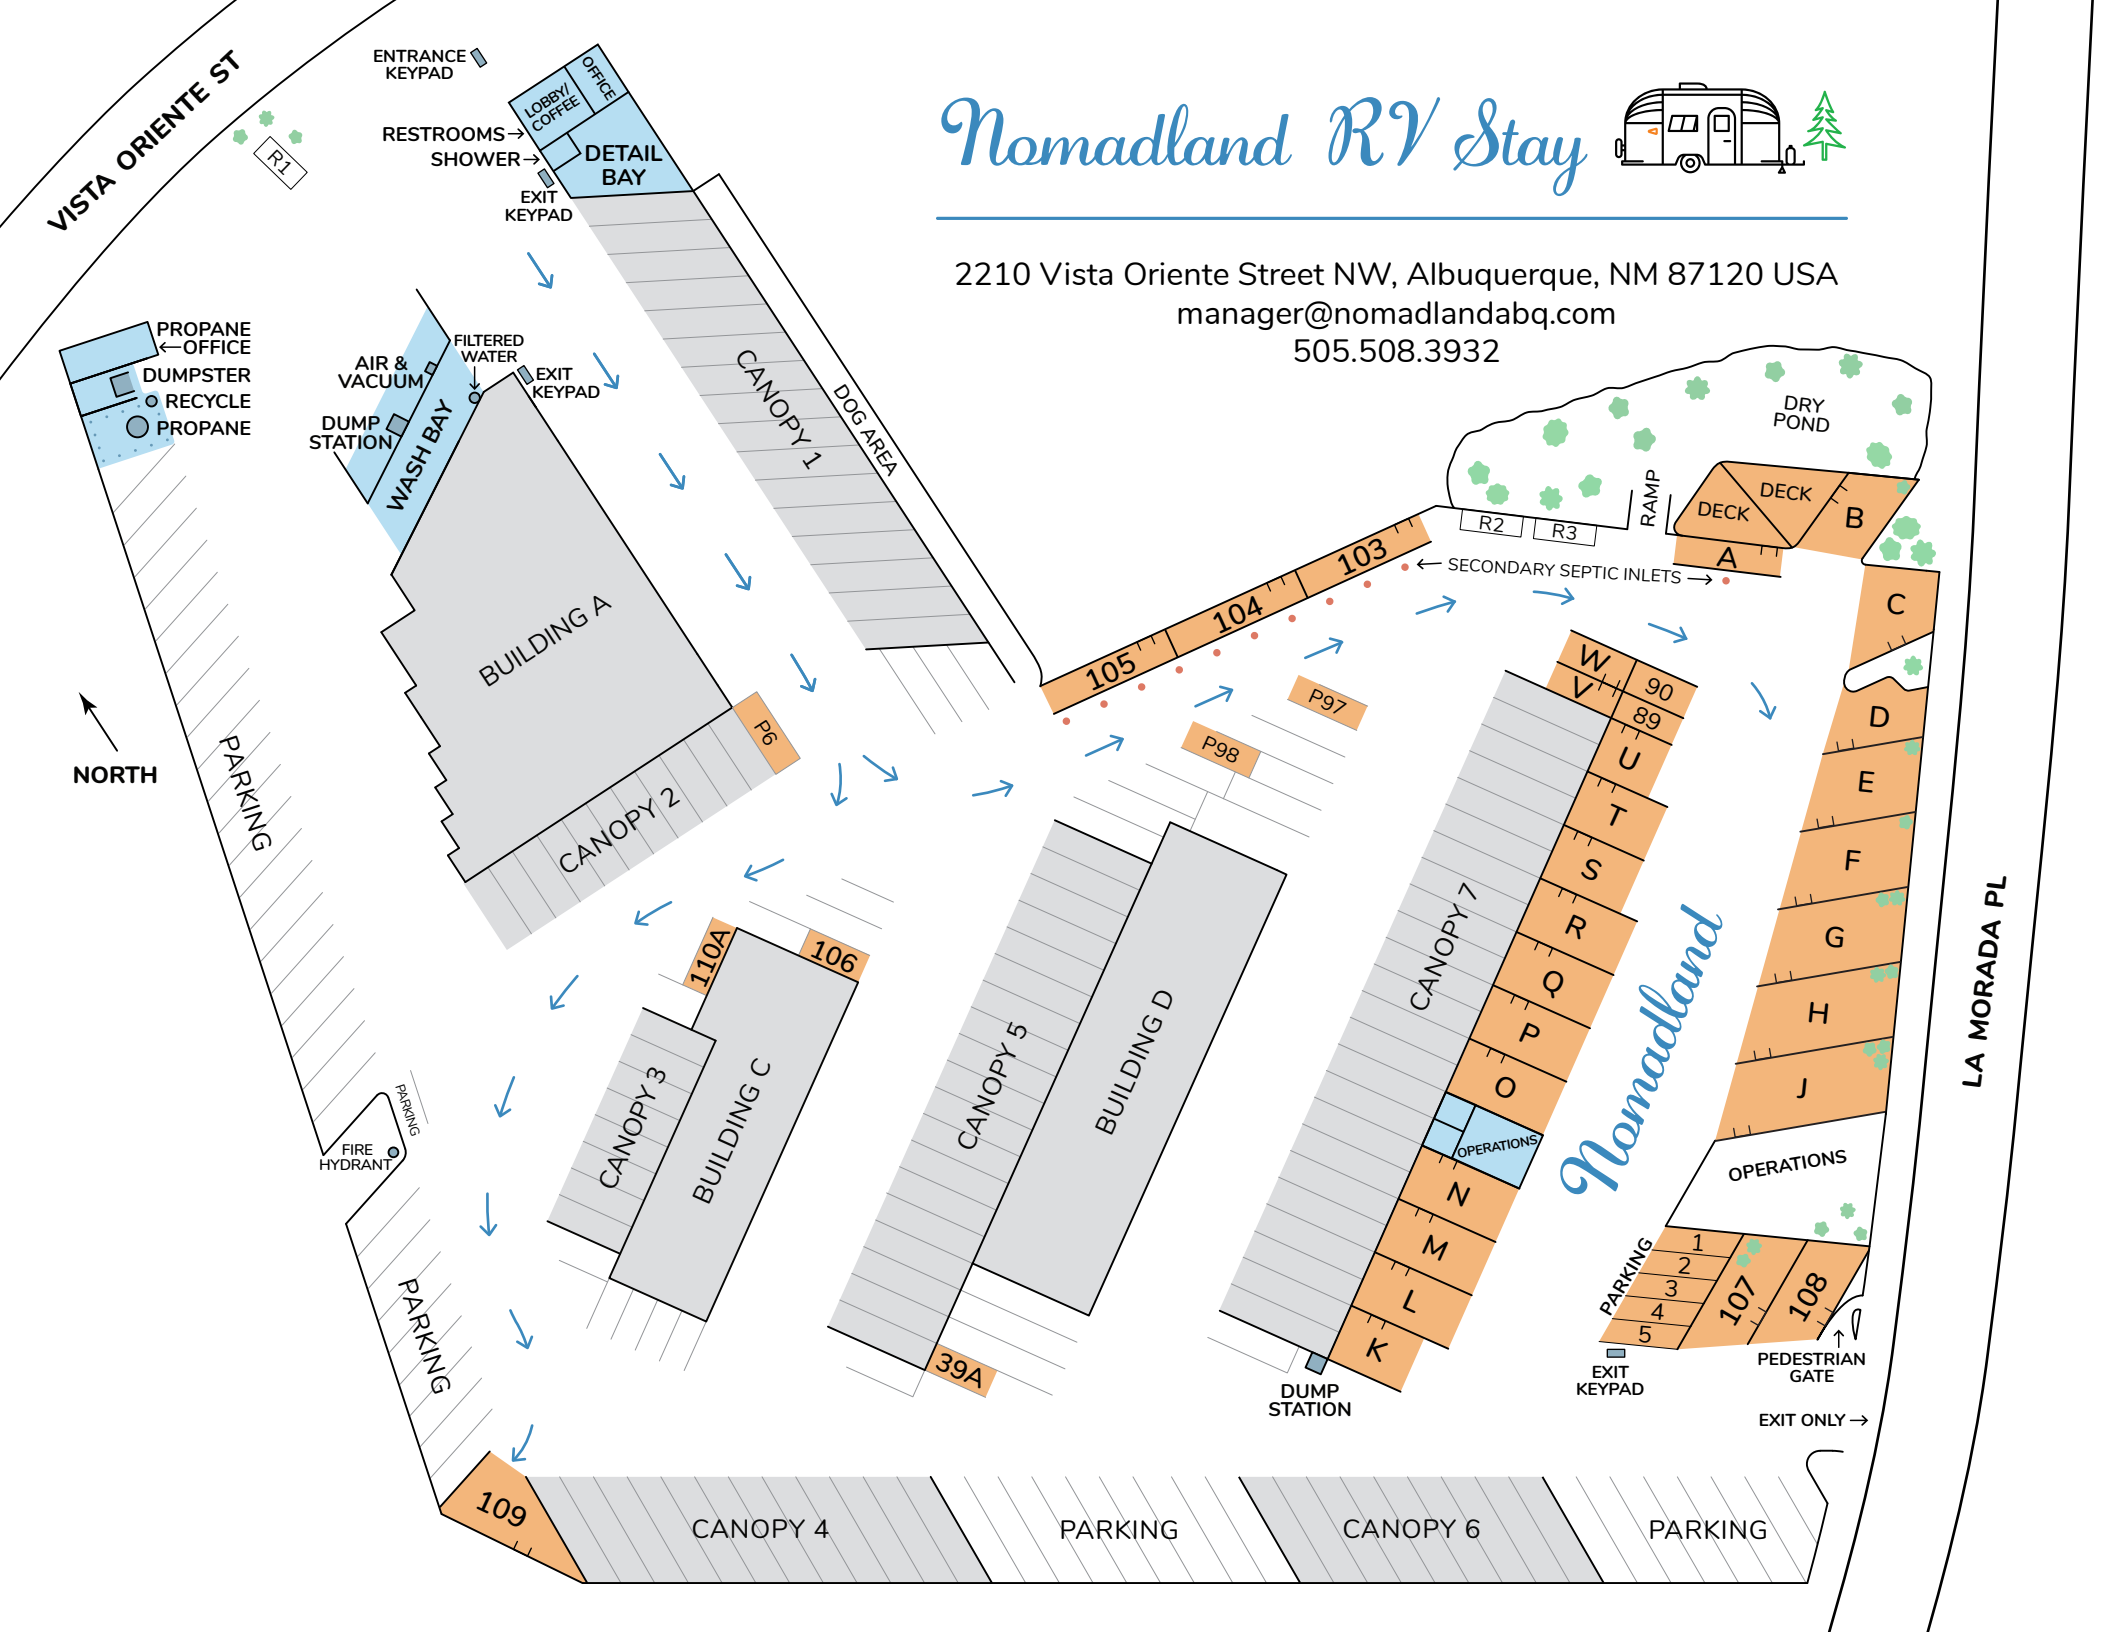 VISTA ORIENTE ST
R1
ENTRANCE
KEYPAD
LOBBY/
COFFEE
OFFICE
RESTROOMS
SHOWER
DETAIL
BAY
EXIT
KEYPAD
Nomadland RV Stay
2210 Vista Oriente Street NW, Albuquerque, NM 87120 USA
manager@nomadlandabq.com
505.508.3932
PROPANE
OFFICE
DUMPSTER
RECYCLE
PROPANE
AIR &
VACUUM
FILTERED
WATER
EXIT
KEYPAD
DUMP
STATION
WASH BAY
CANOPY 1
DOG AREA
DRY
POND
RAMP
DECK
DECK
B
A
R2
R3
SECONDARY SEPTIC INLETS
103
104
105
C
D
E
F
G
H
J
BUILDING A
P6
CANOPY 2
NORTH
PARKING
P97
P98
W
V
90
89
U
T
S
R
Q
P
O
OPERATIONS
N
M
L
K
CANOPY 7
Nomadland
LA MORADA PL
110A
106
CANOPY 3
BUILDING C
CANOPY 5
BUILDING D
39A
PARKING
FIRE
HYDRANT
PARKING
OPERATIONS
PARKING
1
2
3
4
5
107
108
EXIT
KEYPAD
PEDESTRIAN
GATE
EXIT ONLY
DUMP
STATION
109
CANOPY 4
PARKING
CANOPY 6
PARKING